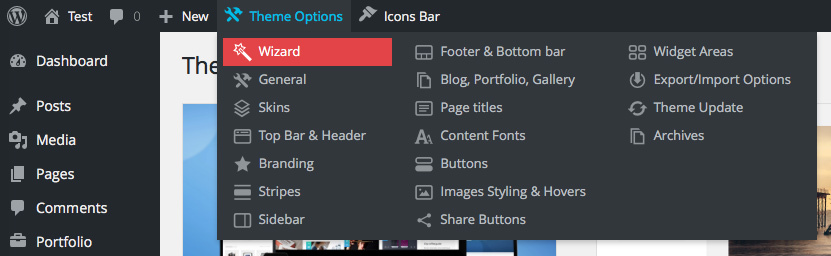 Test 0 New Theme Options Icons Bar
Dashboard
Posts
Media
Pages
Comments
Portfolio
The
Wizard
General
Skins
Top Bar & Header
Branding
Stripes
Sidebar
Footer & Bottom bar
Blog, Portfolio, Gallery
Page titles
Content Fonts
Buttons
Images Styling & Hovers
Share Buttons
Widget Areas
Export/Import Options
Theme Update
Archives